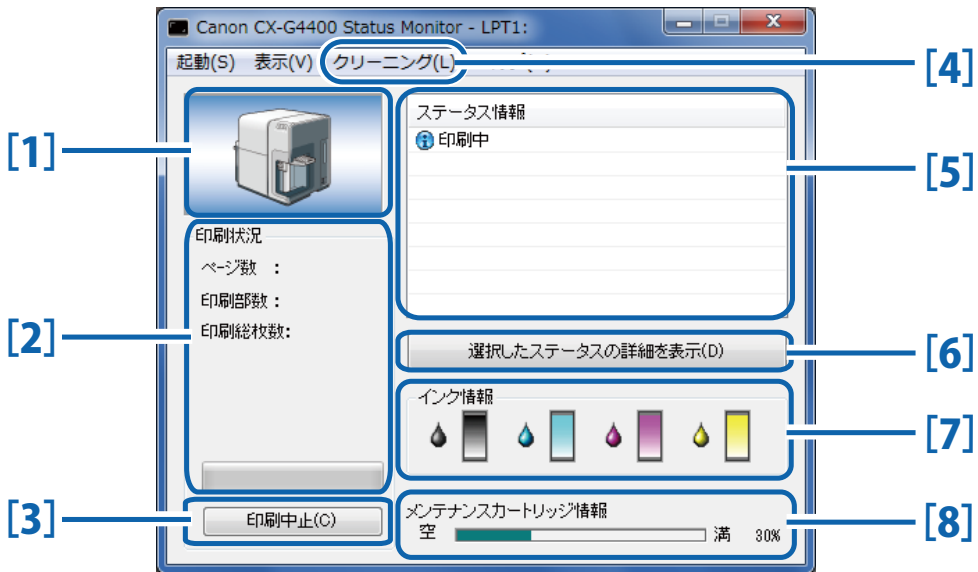 Canon CX-G4400 Status Monitor - LPT1:
起動(S) 表示(V) クリーニング(L)
[4]
[1]
ステータス情報
印刷中
[5]
印刷状況
ページ数 :
印刷部数 :
[2]
印刷総枚数:
選択したステータスの詳細を表示(D)
[6]
インク情報
[7]
[3]
印刷中止(C)
メンテナンスカートリッジ情報
空 満 30%
[8]